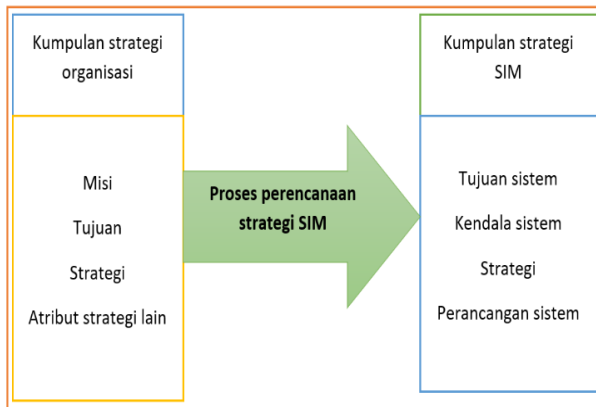 Kumpulan strategi
organisasi
Misi
Tujuan
Strategi
Atribut strategi lain
Proses perencanaan
strategi SIM
Kumpulan strategi
SIM
Tujuan sistem
Kendala sistem
Strategi
Perancangan sistem